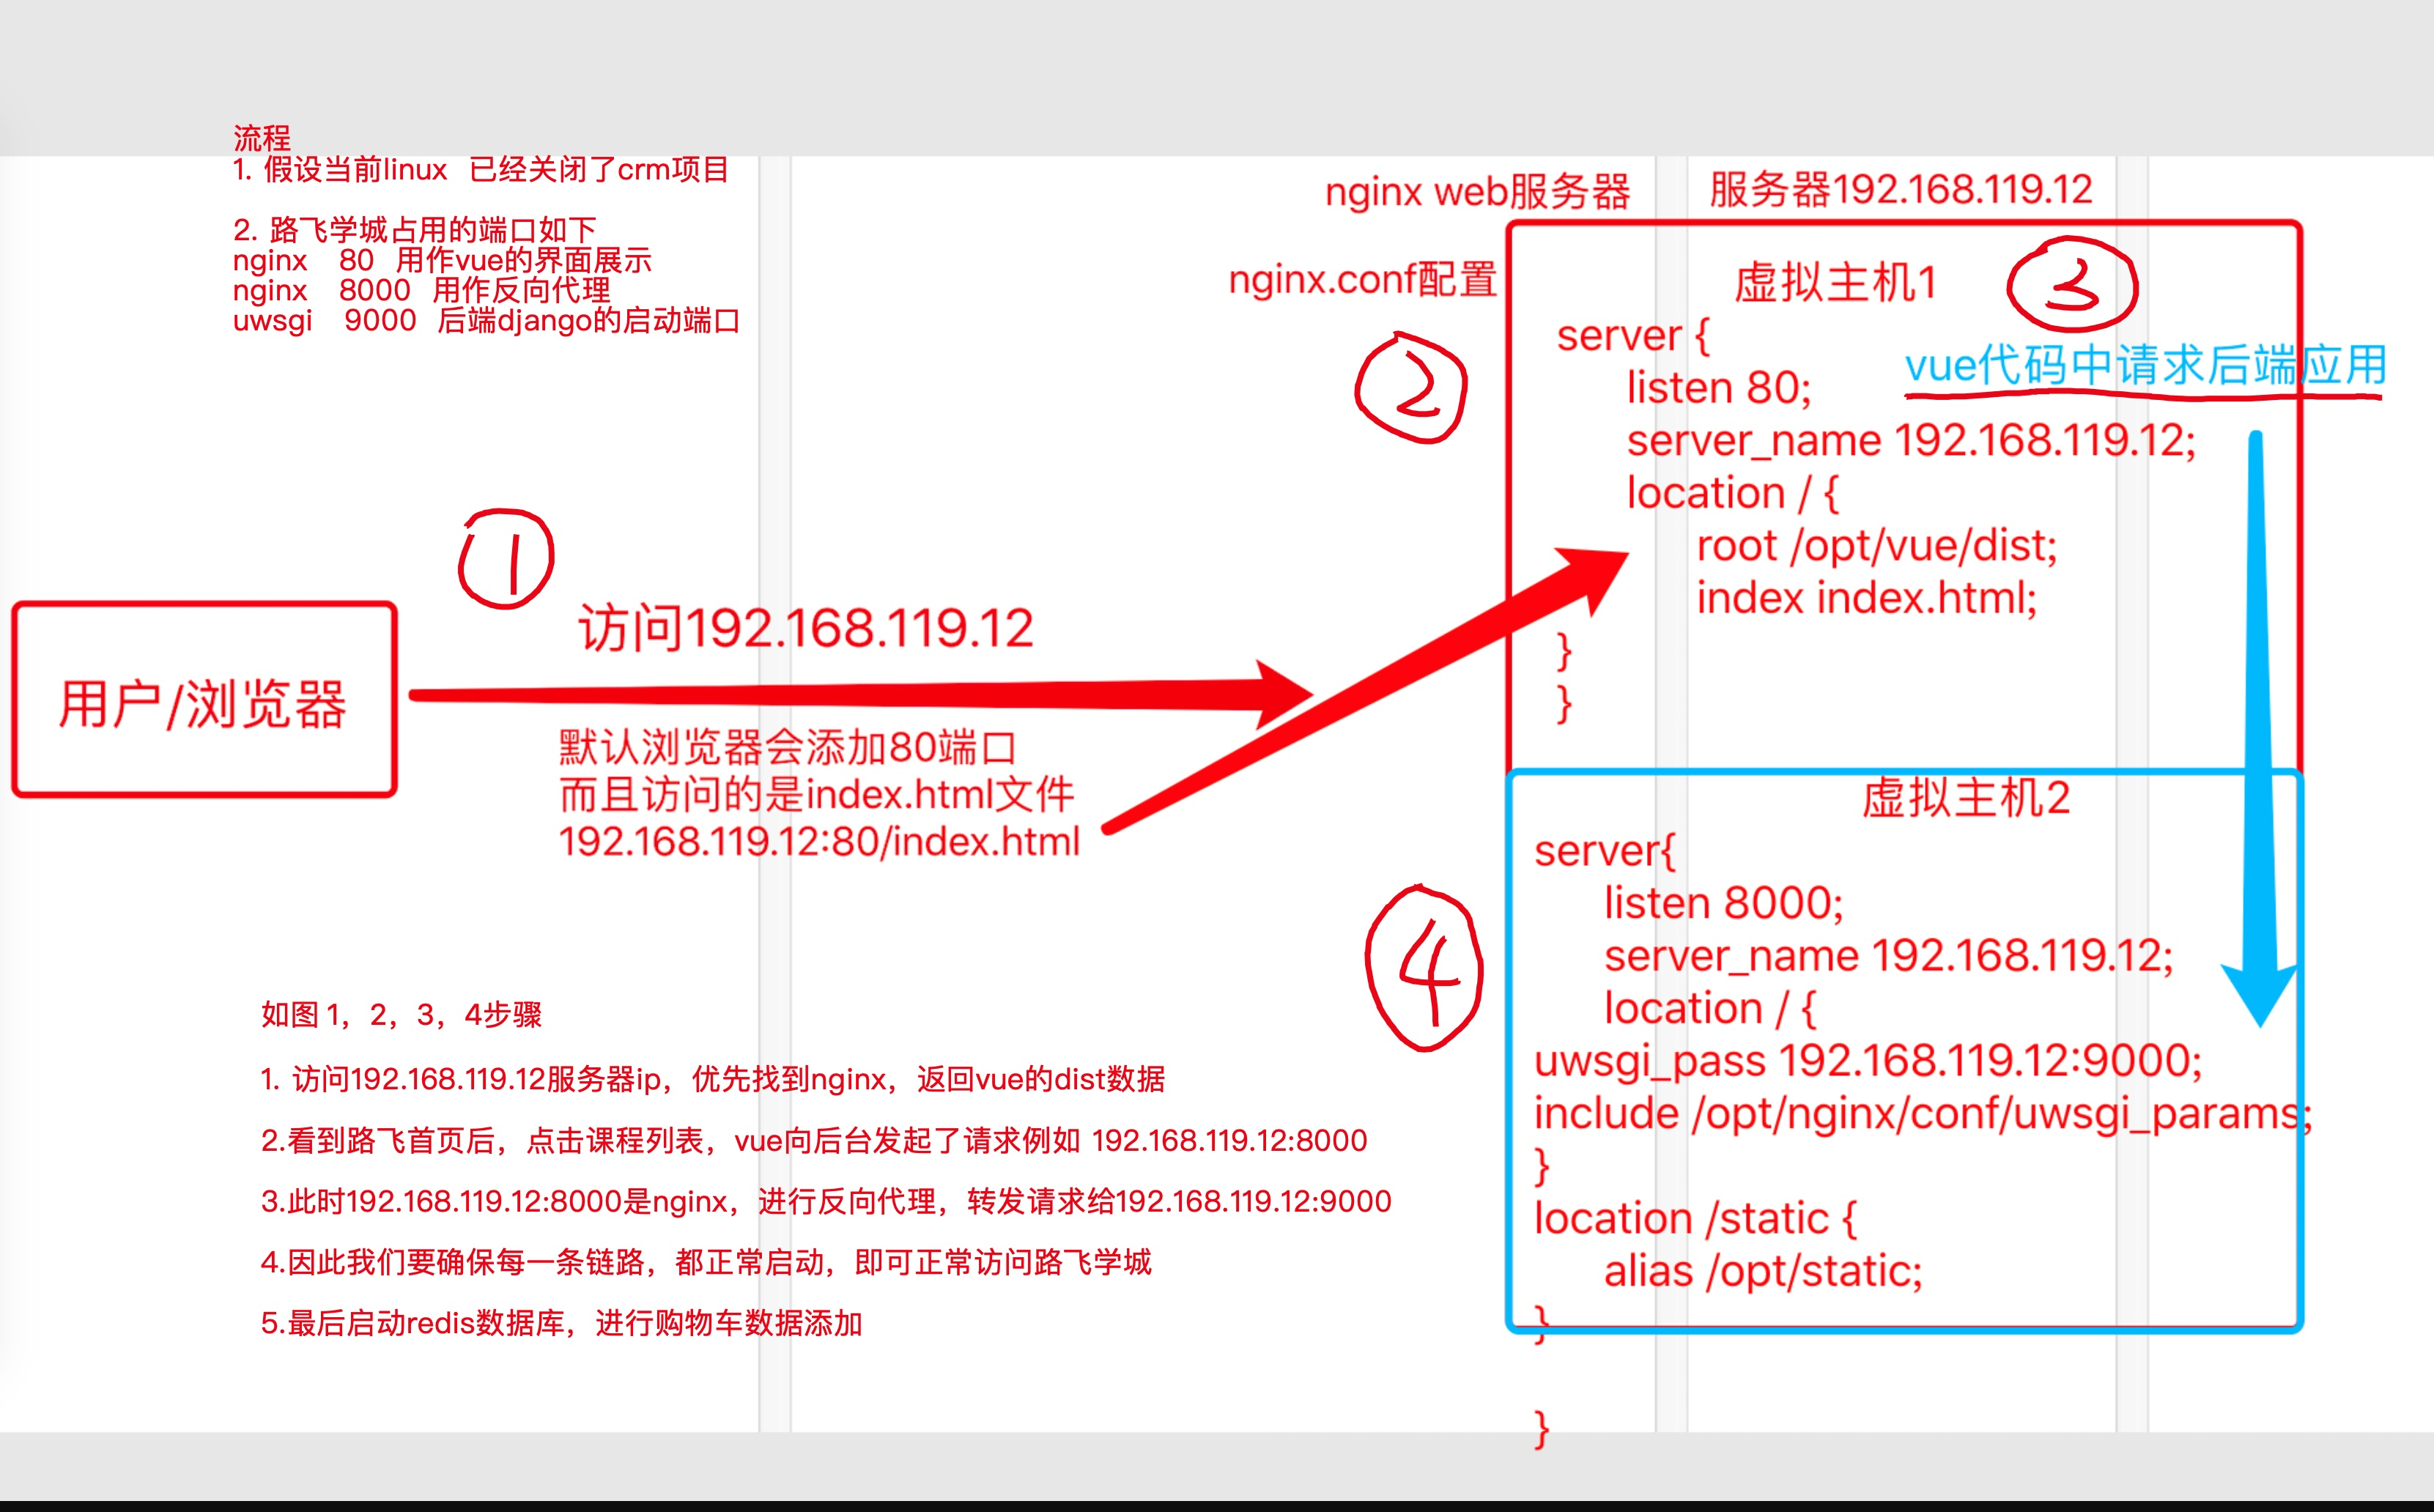 流程
1. 假设当前linux 已经关闭了crm项目
2. 路飞学城占用的端口如下
nginx 80 用作vue的界面展示
nginx 8000 用作反向代理
uwsgi 9000 后端django的启动端口
nginx web服务器
服务器192.168.119.12
nginx.conf配置
虚拟主机1
3
2
server {
listen 80;
vue代码中请求后端应用
server_name 192.168.119.12;
location / {
root /opt/vue/dist;
index index.html;
}
}
1
用户/浏览器
访问192.168.119.12
默认浏览器会添加80端口
而且访问的是index.html文件
192.168.119.12:80/index.html
4
虚拟主机2
server{
listen 8000;
server_name 192.168.119.12;
location / {
uwsgi_pass 192.168.119.12:9000;
include /opt/nginx/conf/uwsgi_params;
}
location /static {
alias /opt/static;
}
}
如图 1，2，3，4步骤
1. 访问192.168.119.12服务器ip，优先找到nginx，返回vue的dist数据
2.看到路飞首页后，点击课程列表，vue向后台发起了请求例如 192.168.119.12:8000
3.此时192.168.119.12:8000是nginx，进行反向代理，转发请求给192.168.119.12:9000
4.因此我们要确保每一条链路，都正常启动，即可正常访问路飞学城
5.最后启动redis数据库，进行购物车数据添加